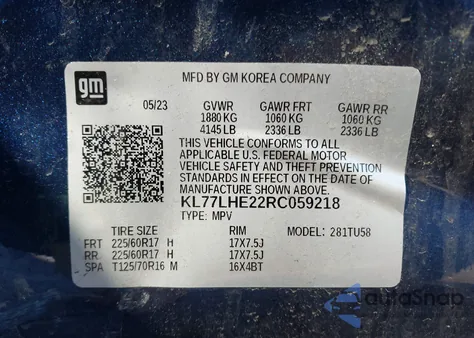 gm
MFD BY GM KOREA COMPANY
05/23 GVWR GAWR FRT GAWR RR
1880 KG 1060 KG 1060 KG
4145 LB 2336 LB 2336 LB
THIS VEHICLE CONFORMS TO ALL
APPLICABLE U.S. FEDERAL MOTOR
VEHICLE SAFETY AND THEFT PREVENTION
STANDARDS IN EFFECT ON THE DATE OF
MANUFACTURE SHOWN ABOVE.
KL77LHE22RC059218
TYPE: MPV MODEL: 281TU58
TIRE SIZE RIM
FRT 225/60R17 H 17X7.5J
RR 225/60R17 H 17X7.5J
SPA T125/70R16 M 16X4BT
autoSnap